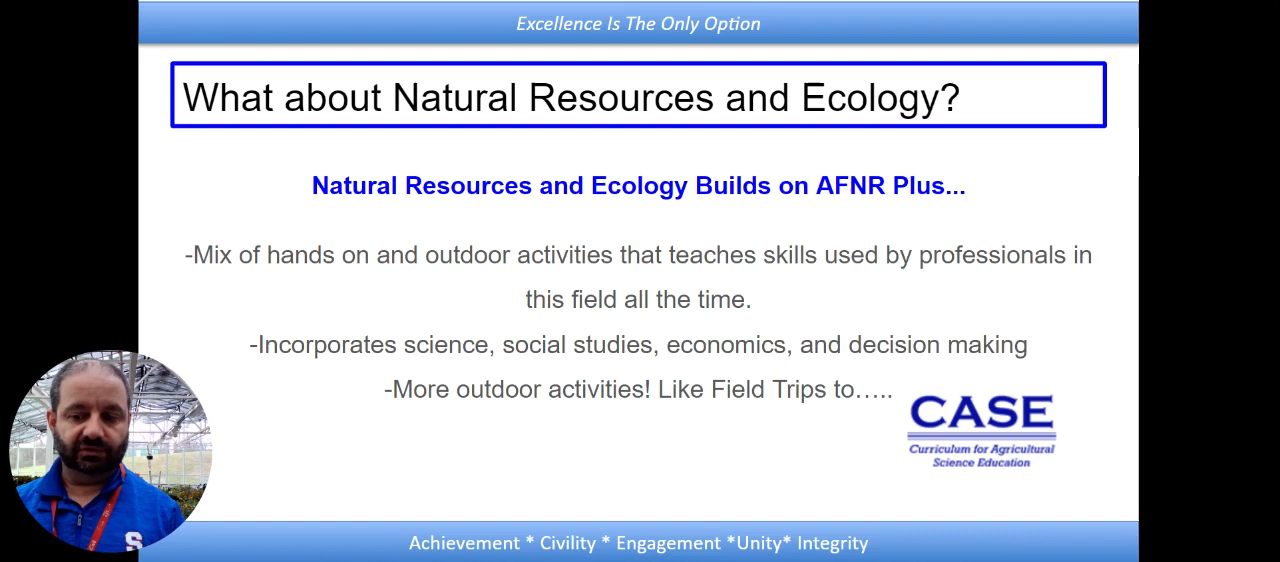 Excellence Is The Only Option
What about Natural Resources and Ecology?
Natural Resources and Ecology Builds on AFNR Plus...
-Mix of hands on and outdoor activities that teaches skills used by professionals in
this field all the time.
-Incorporates science, social studies, economics, and decision making
-More outdoor activities! Like Field Trips to…..
CASE
Curriculum for Agricultural
Science Education
S
Achievement * Civility * Engagement *Unity* Integrity